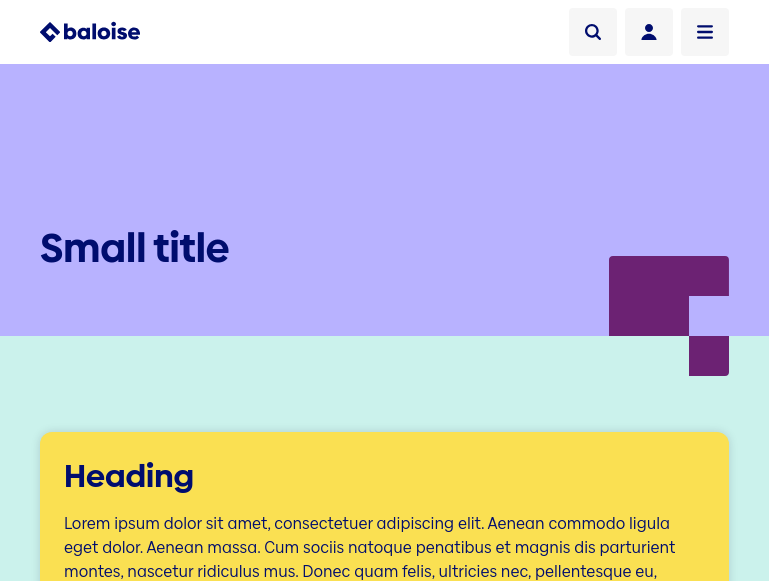 baloise
Small title
Heading
Lorem ipsum dolor sit amet, consectetuer adipiscing elit. Aenean commodo ligula
eget dolor. Aenean massa. Cum sociis natoque penatibus et magnis dis parturient
montes, nascetur ridiculus mus. Donec quam felis, ultricies nec, pellentesque eu,